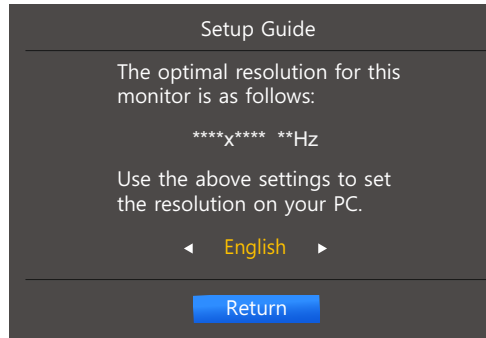 Setup Guide
The optimal resolution for this
monitor is as follows:
****x**** **Hz
Use the above settings to set
the resolution on your PC.
English
Return